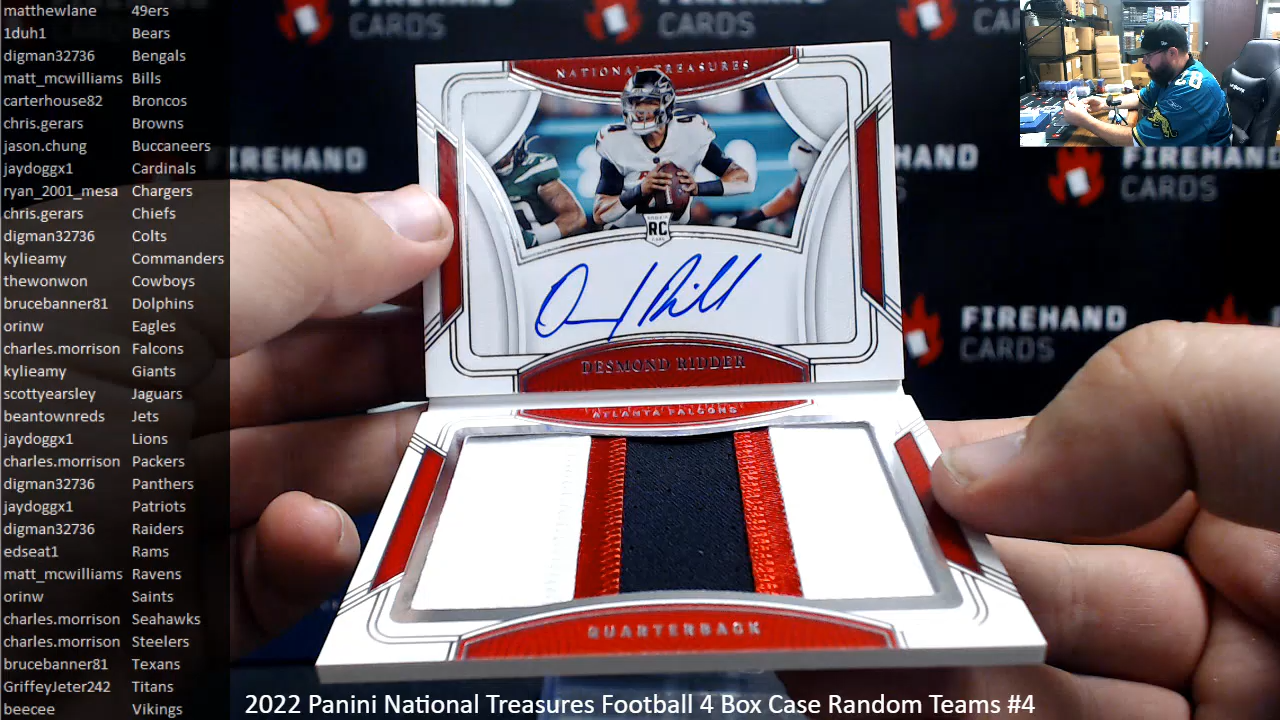 matthewlane 49ers
1duh1 Bears
digman32736 Bengals
matt_mcwilliams Bills
carterhouse82 Broncos
chris.gerars Browns
jason.chung Buccaneers
jaydoggx1 Cardinals
ryan_2001_mesa Chargers
chris.gerars Chiefs
digman32736 Colts
kylieamy Commanders
thewonwon Cowboys
brucebanner81 Dolphins
orinw Eagles
charles.morrison Falcons
kylieamy Giants
scottyearsley Jaguars
beantownreds Jets
jaydoggx1 Lions
charles.morrison Packers
digman32736 Panthers
jaydoggx1 Patriots
digman32736 Raiders
edseat1 Rams
matt_mcwilliams Ravens
orinw Saints
charles.morrison Seahawks
charles.morrison Steelers
brucebanner81 Texans
GriffeyJeter242 Titans
beecee Vikings
FIREHAND
CARDS
NATIONAL TREASURES
RC
DESMOND RIDDER
ATLANTA FALCONS
QUARTERBACK
2022 Panini National Treasures Football 4 Box Case Random Teams #4